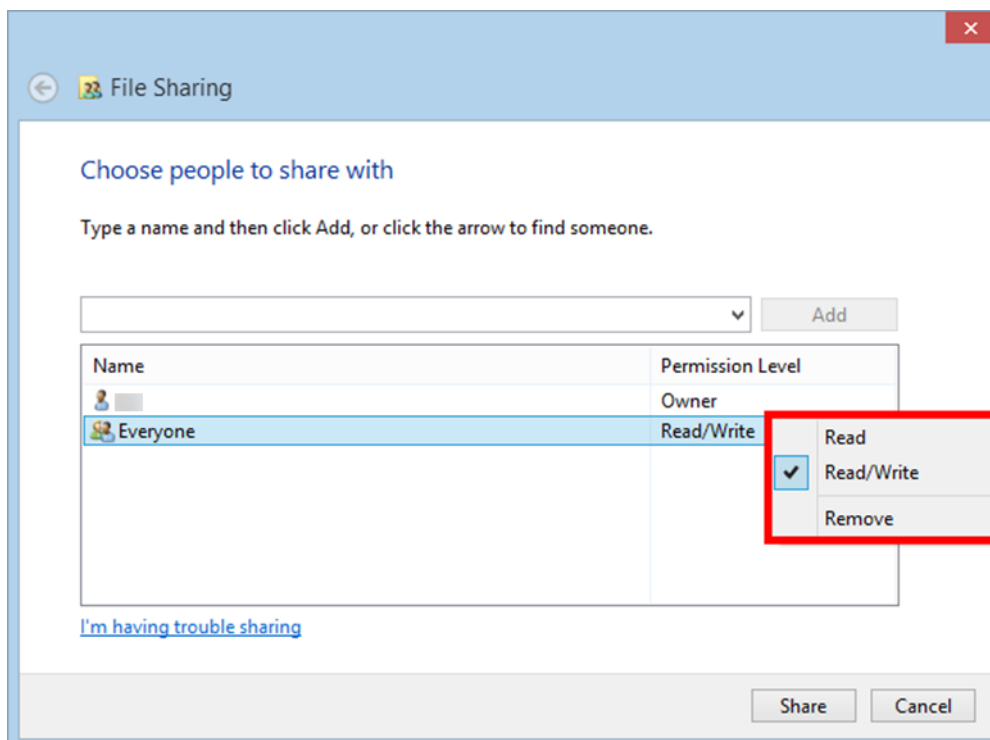 File Sharing
Choose people to share with
Type a name and then click Add, or click the arrow to find someone.
Add
Name Permission Level
Owner
Everyone Read/Write
Read
Read/Write
Remove
I'm having trouble sharing
Share Cancel